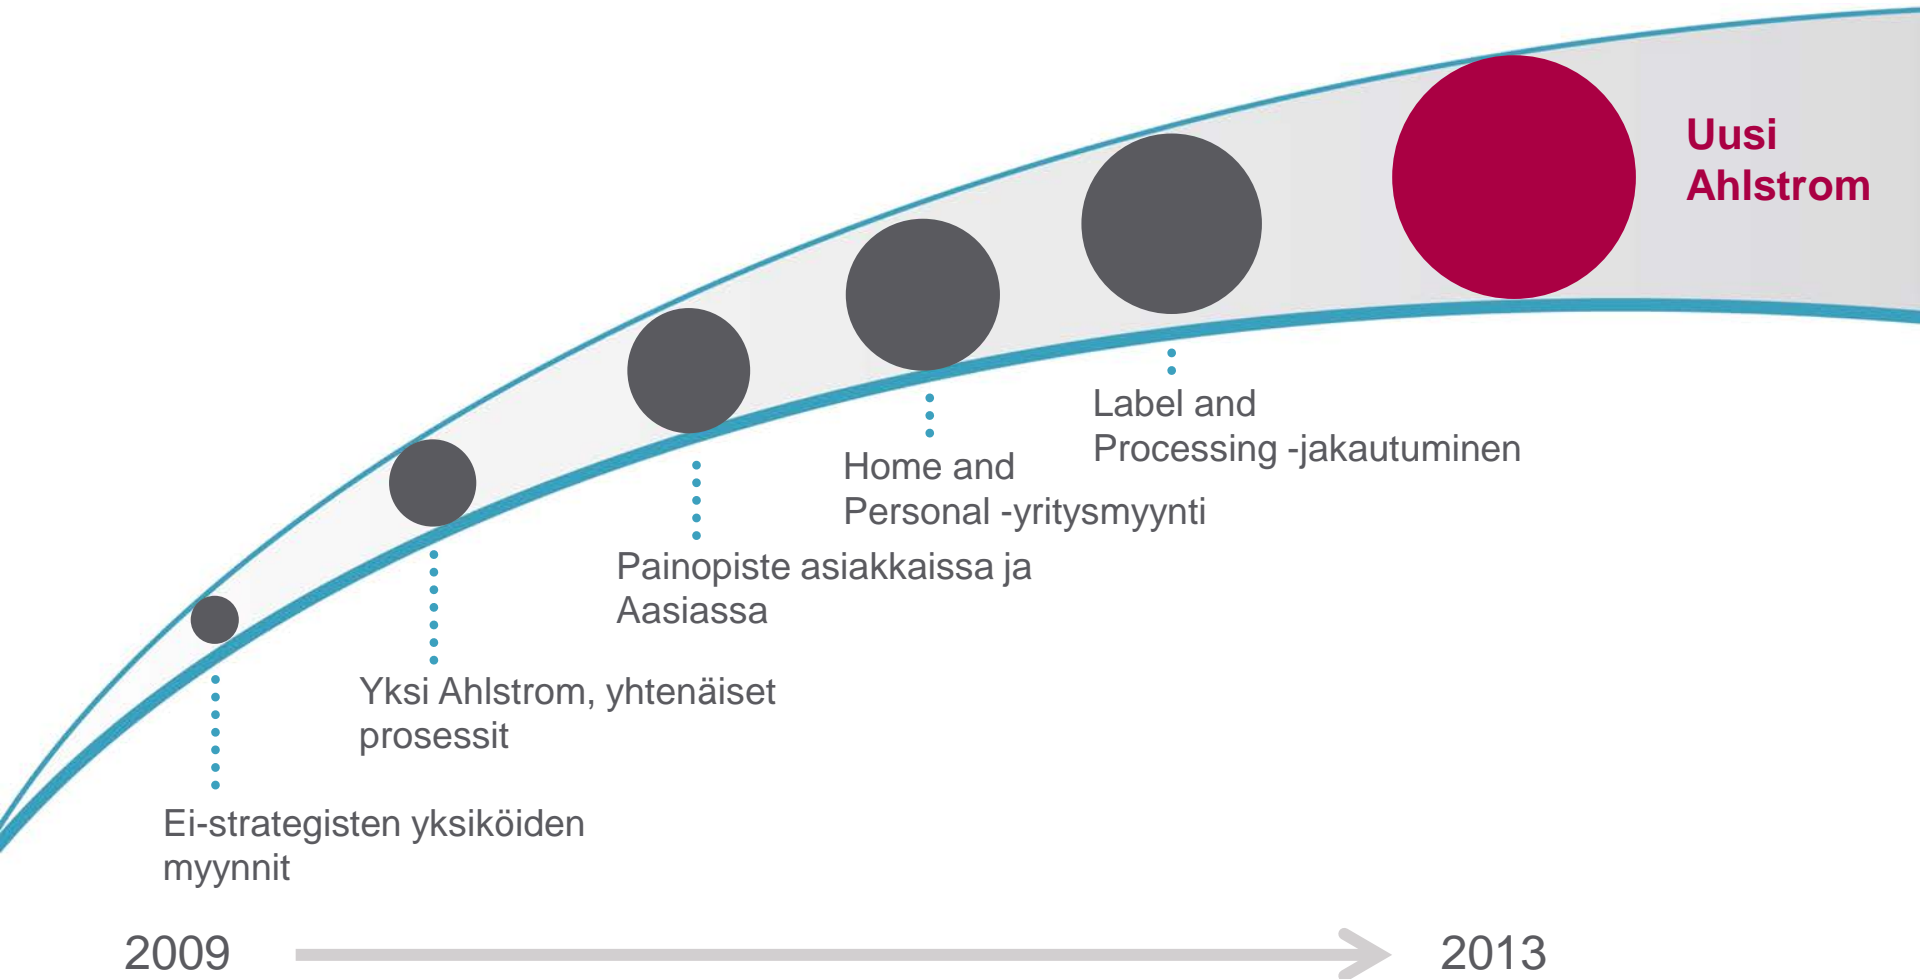 Uusi
Ahlstrom
Label and
Processing -jakautuminen
Home and
Personal -yritysmyynti
Painopiste asiakkaissa ja
Aasiassa
Yksi Ahlstrom, yhtenäiset
prosessit
Ei-strategisten yksiköiden
myynnit
2009
2013